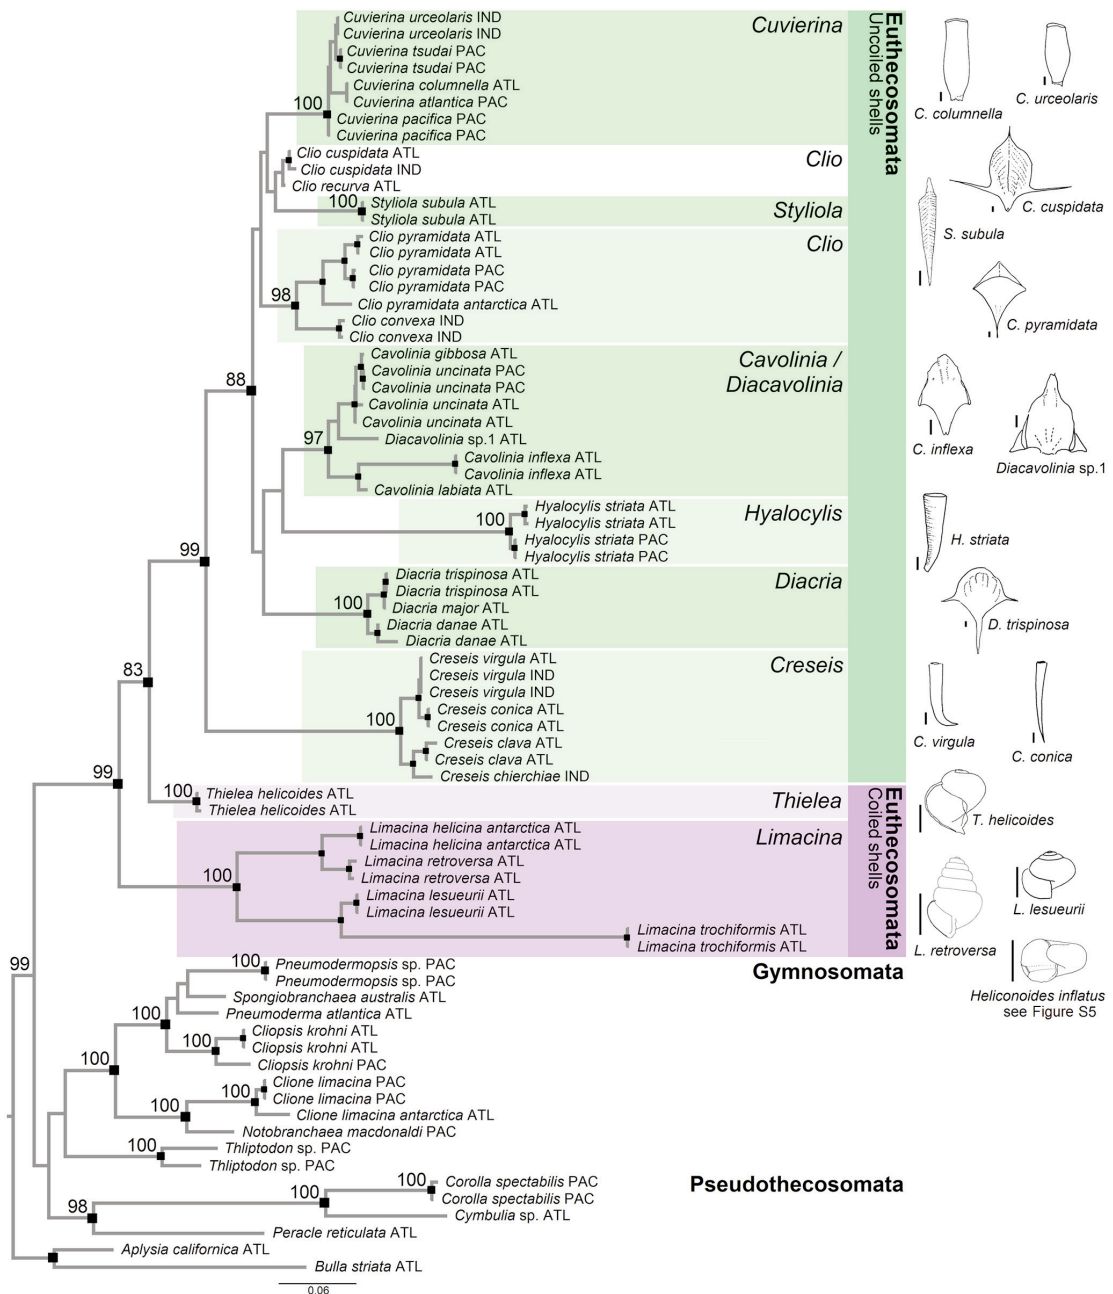 Cuvierina urceolaris IND
Cuvierina urceolaris IND
Cuvierina tsudai PAC
Cuvierina tsudai PAC
Cuvierina columnella ATL
Cuvierina atlantica PAC
Cuvierina pacifica PAC
Cuvierina pacifica PAC
100
Cuvierina
Clio cuspidata ATL
Clio cuspidata IND
Clio recurva ATL
Clio
Styliola subula ATL
Styliola subula ATL
100
Styliola
Clio pyramidata ATL
Clio pyramidata ATL
Clio pyramidata PAC
Clio pyramidata PAC
Clio pyramidata antarctica ATL
Clio convexa IND
Clio convexa IND
98
Clio
88
Cavolinia gibbosa ATL
Cavolinia uncinata PAC
Cavolinia uncinata PAC
Cavolinia uncinata ATL
Cavolinia uncinata ATL
Diacavolinia sp.1 ATL
Cavolinia inflexa ATL
Cavolinia inflexa ATL
Cavolinia labiata ATL
97
Cavolinia /
Diacavolinia
Hyalocylis striata ATL
Hyalocylis striata ATL
Hyalocylis striata PAC
Hyalocylis striata PAC
100
Hyalocylis
99
Diacria trispinosa ATL
Diacria trispinosa ATL
Diacria major ATL
Diacria danae ATL
Diacria danae ATL
100
Diacria
Creseis virgula ATL
Creseis virgula IND
Creseis virgula IND
Creseis conica ATL
Creseis conica ATL
Creseis clava ATL
Creseis clava ATL
Creseis chierchiae IND
100
Creseis
83
99
Thielea helicoides ATL
Thielea helicoides ATL
100
Thielea
Limacina helicina antarctica ATL
Limacina helicina antarctica ATL
Limacina retroversa ATL
Limacina retroversa ATL
Limacina lesueurii ATL
Limacina lesueurii ATL
Limacina trochiformis ATL
Limacina trochiformis ATL
100
Limacina
Euthecosomata
Uncoiled shells
Euthecosomata
Coiled shells
99
Pneumodermopsis sp. PAC
Pneumodermopsis sp. PAC
Spongiobranchaea australis ATL
Pneumoderma atlantica ATL
Cliopsis krohni ATL
Cliopsis krohni ATL
Cliopsis krohni PAC
Clione limacina PAC
Clione limacina PAC
Clione limacina antarctica ATL
Notobranchaea macdonaldi PAC
Thliptodon sp. PAC
Thliptodon sp. PAC
100
100
100
100
100
100
100
Gymnosomata
Corolla spectabilis PAC
Corolla spectabilis PAC
Cymbulia sp. ATL
Peracle reticulata ATL
100
100
98
Pseudothecosomata
Aplysia californica ATL
Bulla striata ATL
0.06
C. columnella
C. urceolaris
C. cuspidata
S. subula
C. pyramidata
C. inflexa
Diacavolinia sp.1
H. striata
D. trispinosa
C. virgula
C. conica
T. helicoides
L. lesueurii
L. retroversa
Heliconoides inflatus
see Figure S5